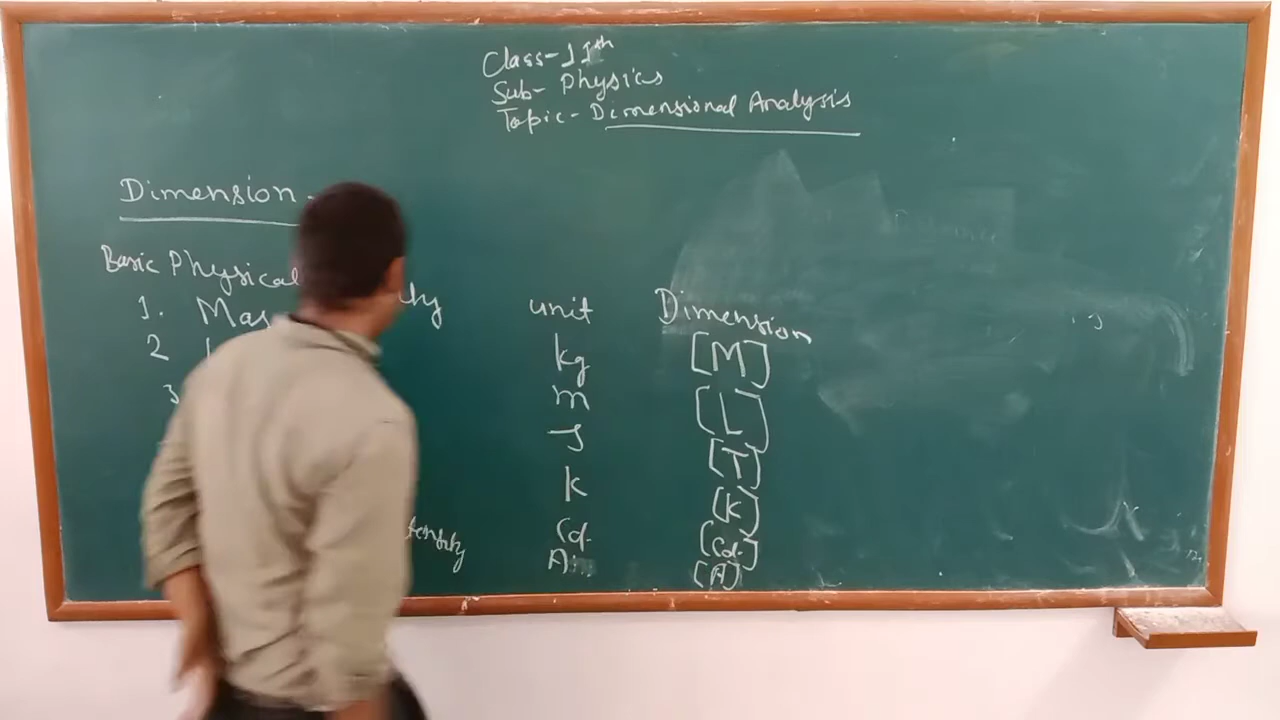 Class-11th
Sub- Physics
Topic- Dimensional Analysis
Dimension -
Basic Physical
unit Dimension
1. Mas kg [M]
2 m [L]
3 s [T]
k [K]
Cd. [Cd.]
A [A]